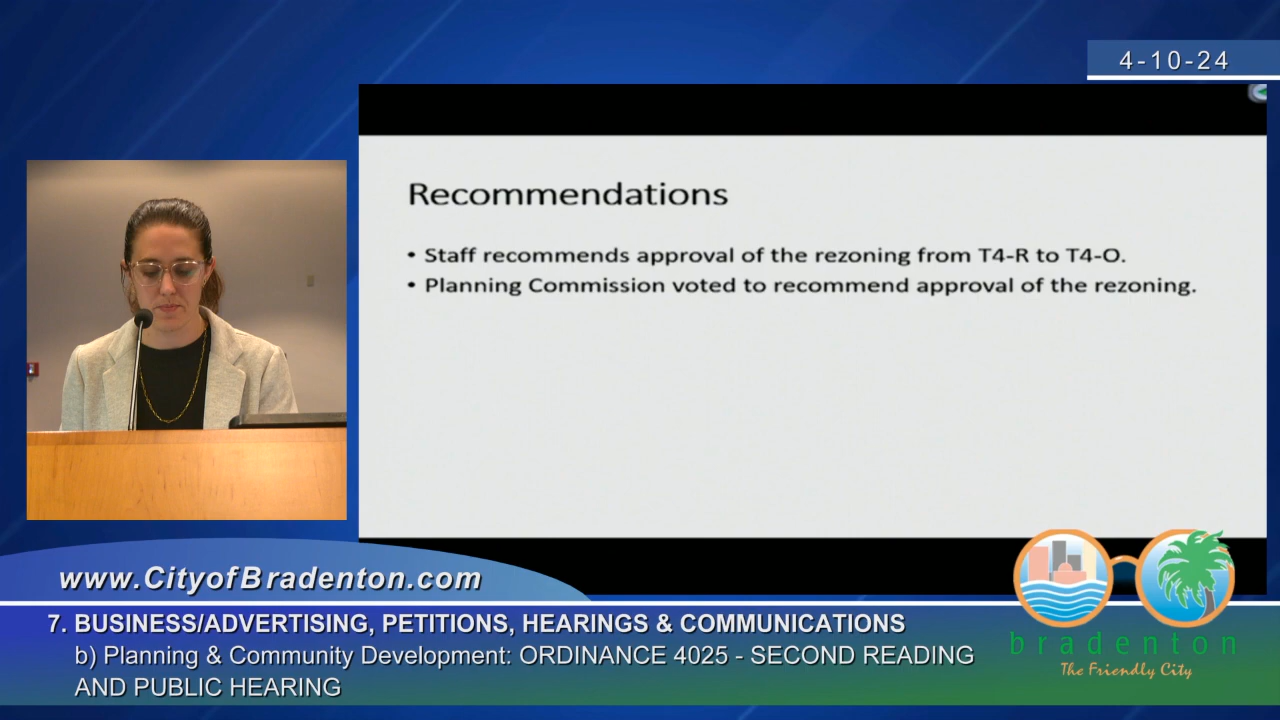 4-10-24
Recommendations
• Staff recommends approval of the rezoning from T4-R to T4-O.
• Planning Commission voted to recommend approval of the rezoning.
www.CityofBradenton.com
7. BUSINESS/ADVERTISING, PETITIONS, HEARINGS & COMMUNICATIONS
b) Planning & Community Development: ORDINANCE 4025 - SECOND READING
AND PUBLIC HEARING
bradenton
The Friendly City